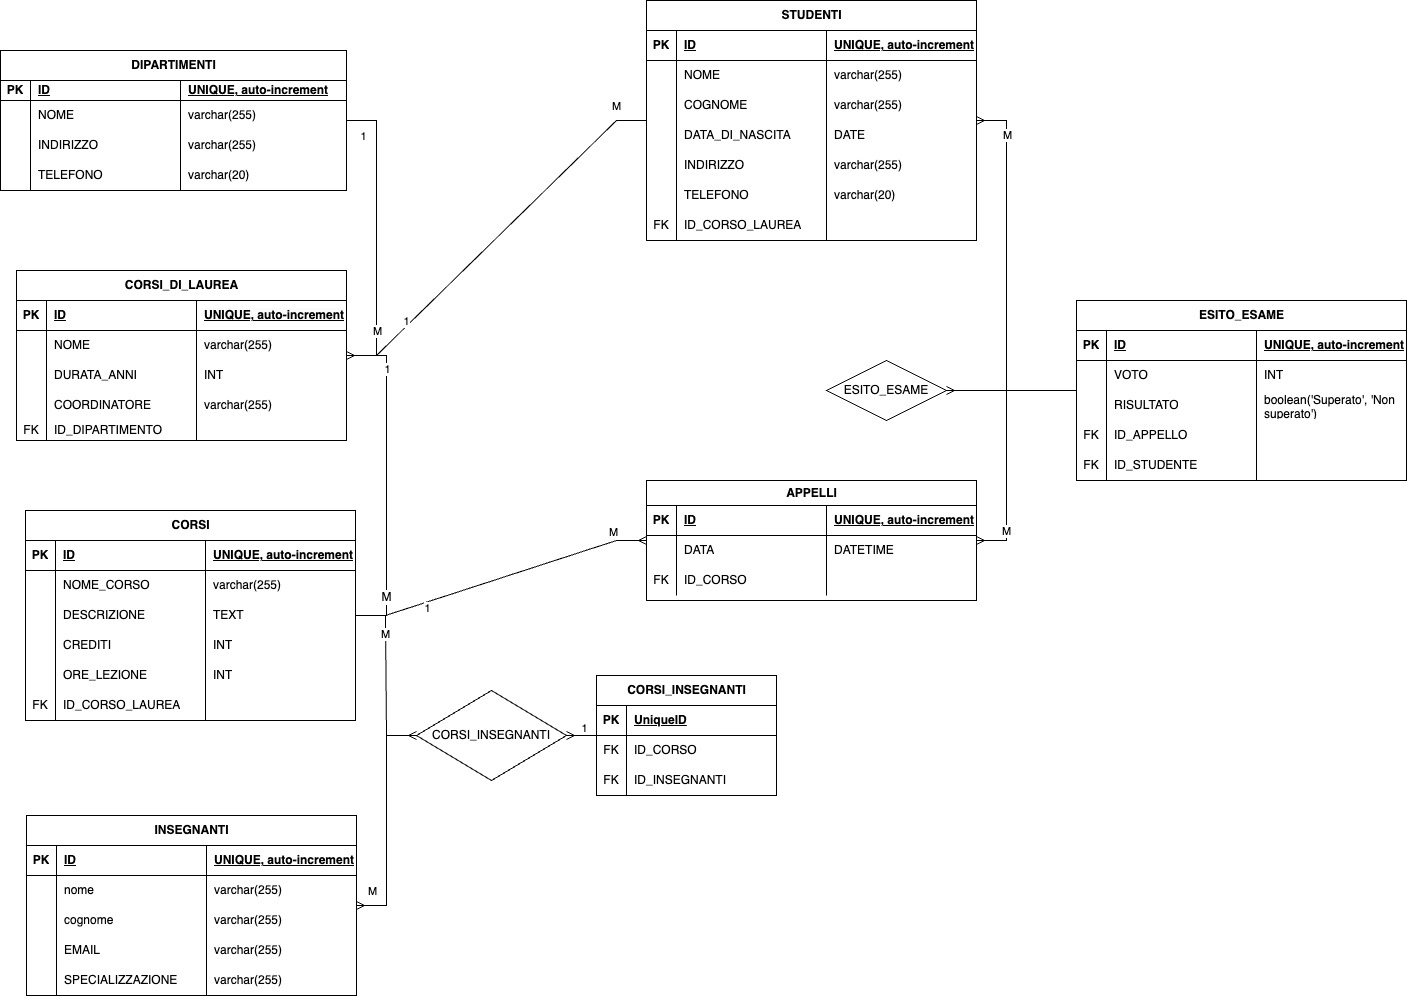 DIPARTIMENTI
PK ID UNIQUE, auto-increment
NOME varchar(255)
INDIRIZZO varchar(255)
TELEFONO varchar(20)
1
M
STUDENTI
PK ID UNIQUE, auto-increment
NOME varchar(255)
COGNOME varchar(255)
DATA_DI_NASCITA DATE
INDIRIZZO varchar(255)
TELEFONO varchar(20)
FK ID_CORSO_LAUREA
M
M
1
1
CORSI_DI_LAUREA
PK ID UNIQUE, auto-increment
NOME varchar(255)
DURATA_ANNI INT
COORDINATORE varchar(255)
FK ID_DIPARTIMENTO
ESITO_ESAME
ESITO_ESAME
PK ID UNIQUE, auto-increment
VOTO INT
RISULTATO boolean('Superato', 'Non
superato')
FK ID_APPELLO
FK ID_STUDENTE
CORSI
PK ID UNIQUE, auto-increment
NOME_CORSO varchar(255)
DESCRIZIONE TEXT
CREDITI INT
ORE_LEZIONE INT
FK ID_CORSO_LAUREA
M
M
1
M
APPELLI
PK ID UNIQUE, auto-increment
DATA DATETIME
FK ID_CORSO
M
CORSI_INSEGNANTI
1
CORSI_INSEGNANTI
PK UniqueID
FK ID_CORSO
FK ID_INSEGNANTI
INSEGNANTI
PK ID UNIQUE, auto-increment
nome varchar(255)
cognome varchar(255)
EMAIL varchar(255)
SPECIALIZZAZIONE varchar(255)
M